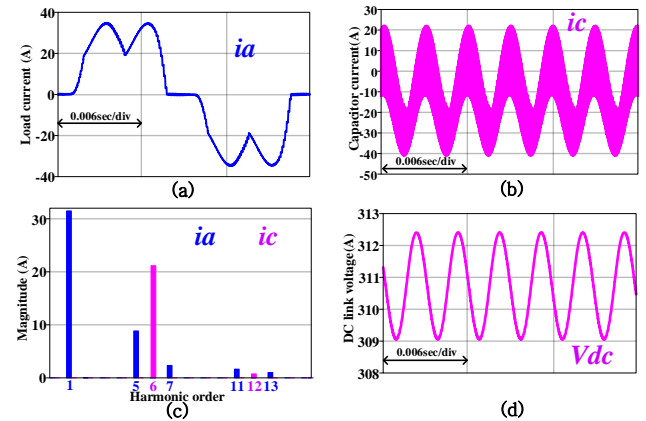 40
20
0
-20
-40
Load current (A)
ia
0.006sec/div
(a)
30
20
10
0
-10
-20
-30
-40
-50
Capacitor current(A)
ic
0.006sec/div
(b)
30
20
10
0
Magnitude (A)
ia ic
1 5 6 7 11 12 13
Harmonic order
(c)
313
312
311
310
309
308
DC link voltage(A)
0.006sec/div
Vdc
(d)